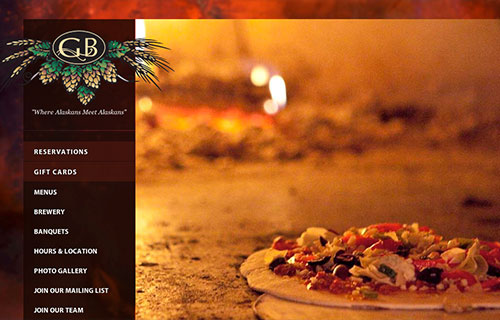 GB
"Where Alaskans Meet Alaskans"
RESERVATIONS
GIFT CARDS
MENUS
BREWERY
BANQUETS
HOURS & LOCATION
PHOTO GALLERY
JOIN OUR MAILING LIST
JOIN OUR TEAM